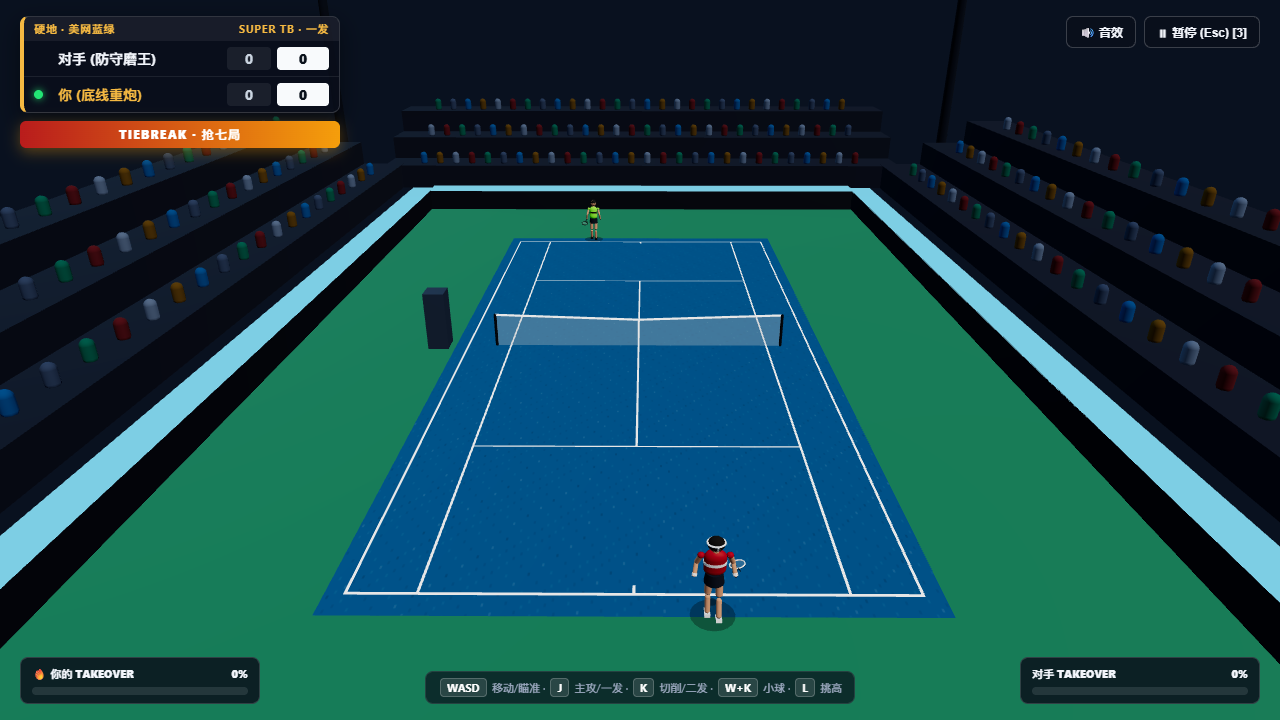 硬地 · 美网蓝绿 SUPER TB · 一发
对手 (防守磨王) 0 0
你 (底线重炮) 0 0
TIEBREAK - 抢七局
音效
暂停 (Esc) [3]
你的 TAKEOVER 0%
WASD 移动/瞄准 · J 主攻/一发 · K 切削/二发 · W+K 小球 · L 挑高
对手 TAKEOVER 0%